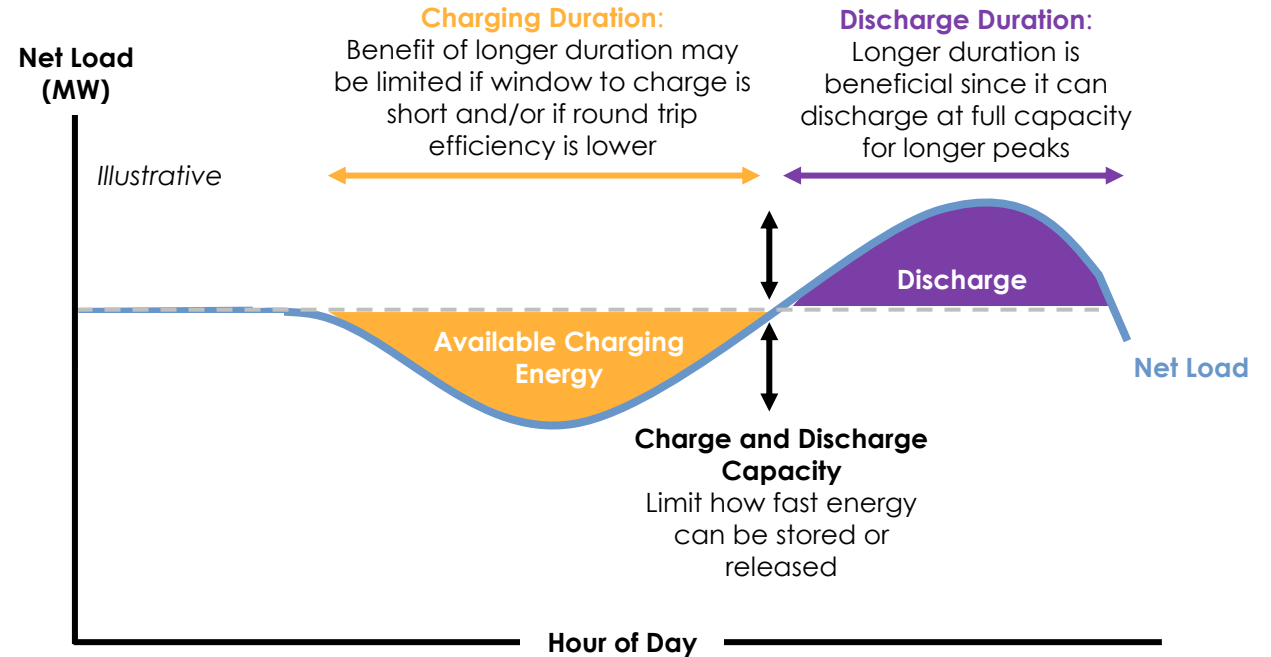 Net Load
(MW)
Charging Duration:
Benefit of longer duration may
be limited if window to charge is
short and/or if round trip
efficiency is lower
Discharge Duration:
Longer duration is
beneficial since it can
discharge at full capacity
for longer peaks
Illustrative
Discharge
Available Charging
Energy
Net Load
Charge and Discharge
Capacity
Limit how fast energy
can be stored or
released
Hour of Day